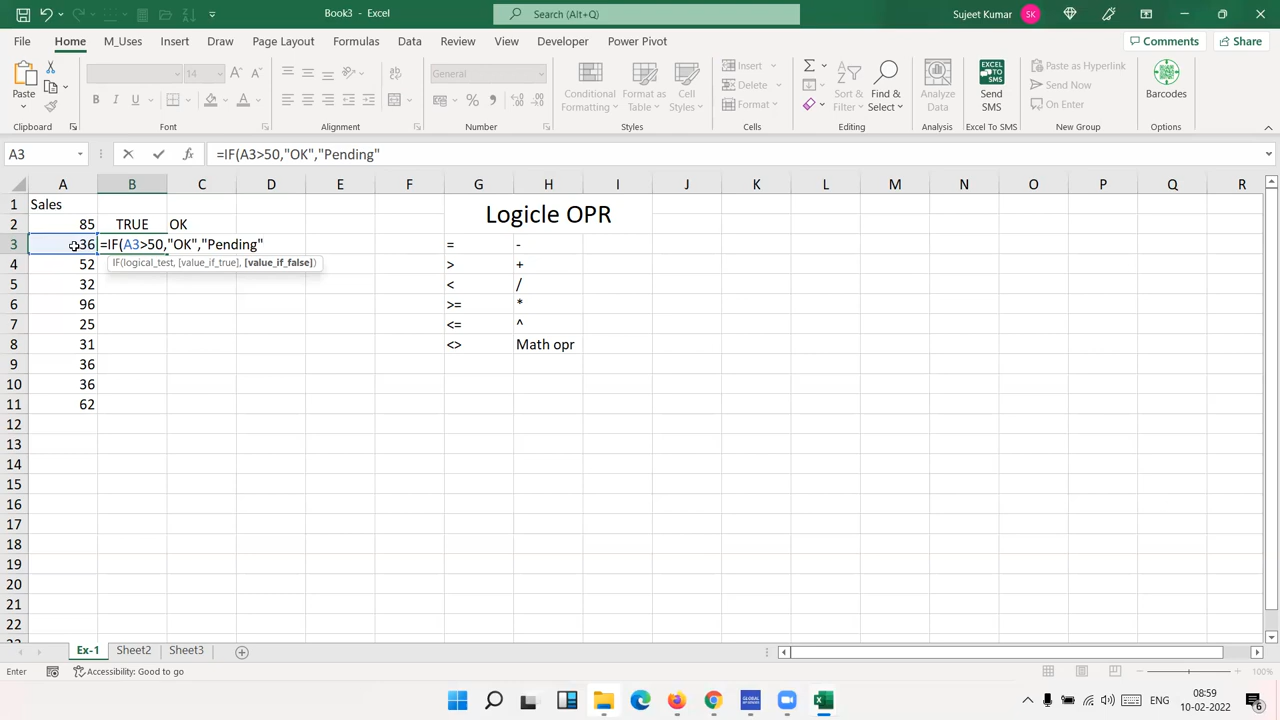 Book3 - Excel
Search (Alt+Q)
Sujeet Kumar
SK
File Home M_Uses Insert Draw Page Layout Formulas Data Review View Developer Power Pivot
Comments Share
Paste
14
General
Conditional Formatting
Format as Table
Cell Styles
Insert
Delete
Format
Sort & Filter
Find & Select
Analyze Data
Send SMS
Paste as Hyperlink
Send Now
On Enter
Barcodes
Clipboard Font Alignment Number Styles Cells Editing Analysis Excel To SMS New Group Options
A3 =IF(A3>50,"OK","Pending"
A B C D E F G H I J K L M N O P Q R
1 Sales Logicle OPR
2 85 TRUE OK
3 36 =IF(A3>50,"OK","Pending" = -
IF(logical_test, [value_if_true], [value_if_false])
4 52 > +
5 32 < /
6 96 >= *
7 25 <= ^
8 31 <> Math opr
9 36
10 36
11 62
12
13
14
15
16
17
18
19
20
21
22
Ex-1 Sheet2 Sheet3
Enter Accessibility: Good to go 100%
GLOBAL
ENG
08:59
10-02-2022
6